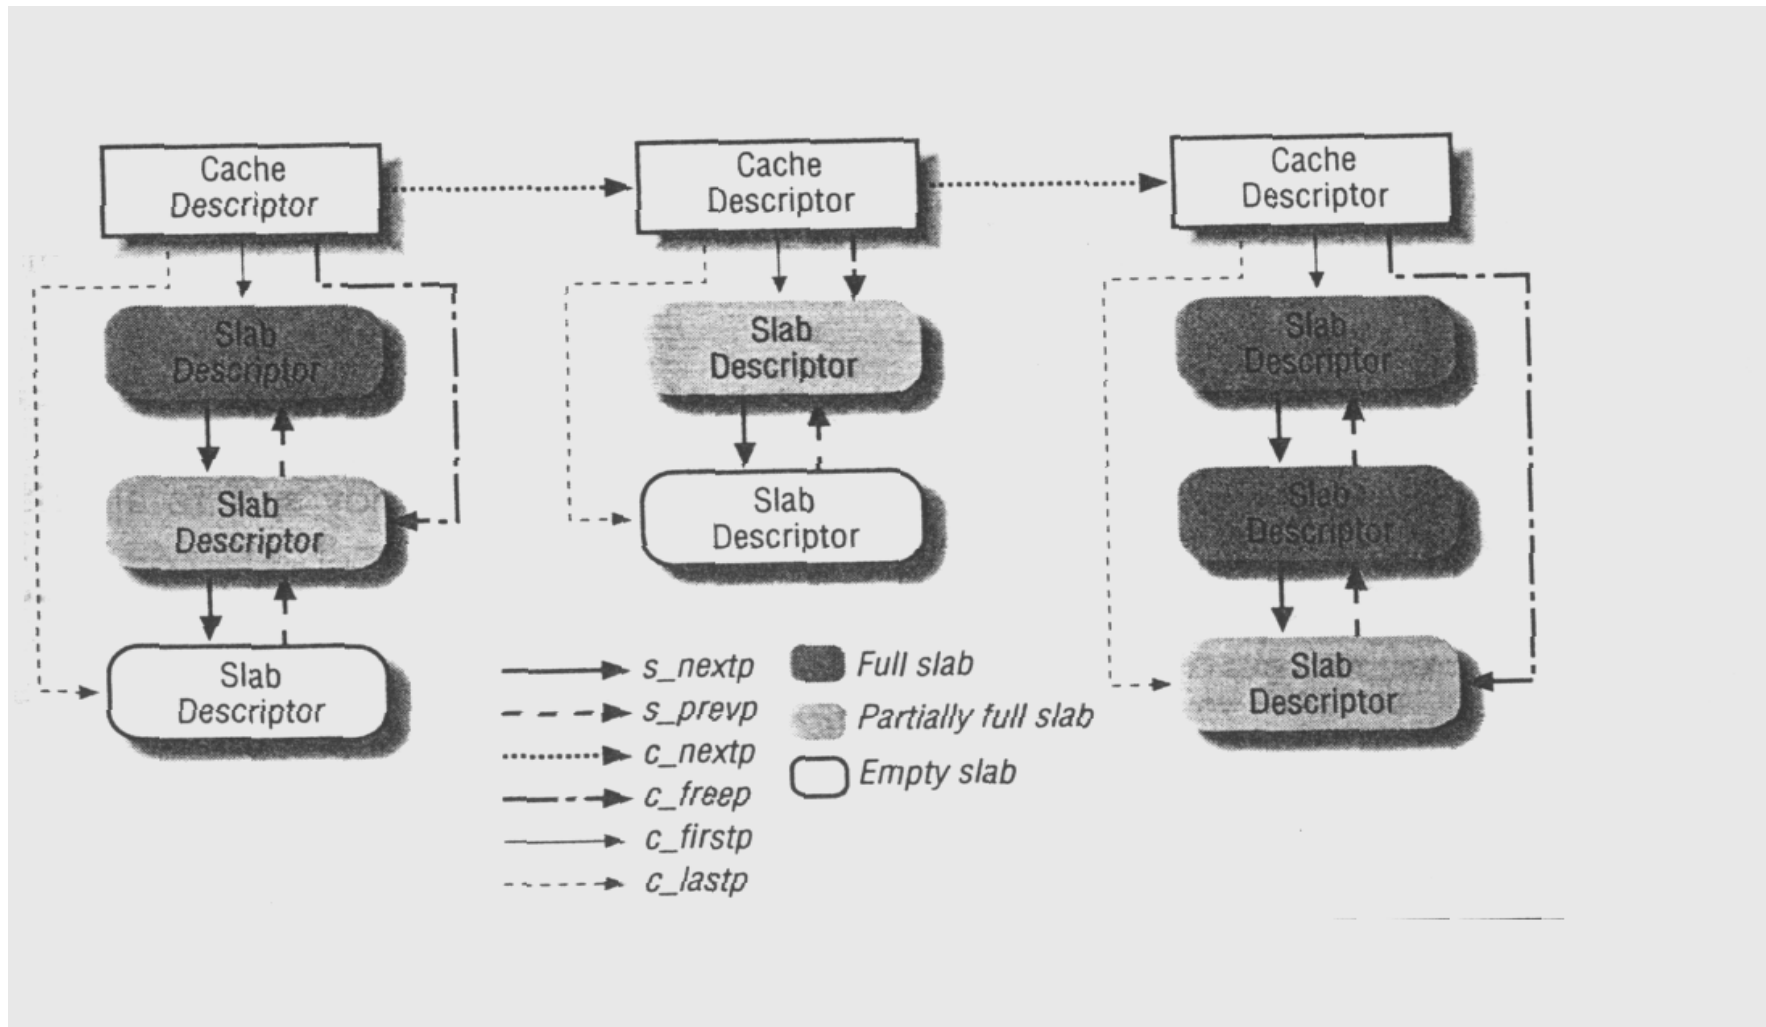 Cache
Descriptor
Cache
Descriptor
Cache
Descriptor
Slab
Descriptor
Slab
Descriptor
Slab
Descriptor
Slab
Descriptor
Slab
Descriptor
Slab
Descriptor
Slab
Descriptor
Slab
Descriptor
s_nextp
s_prevp
c_nextp
c_freep
c_firstp
c_lastp
Full slab
Partially full slab
Empty slab